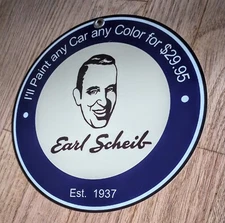 I'll Paint any Car any Color for $29.95
Earl Scheib
Est. 1937